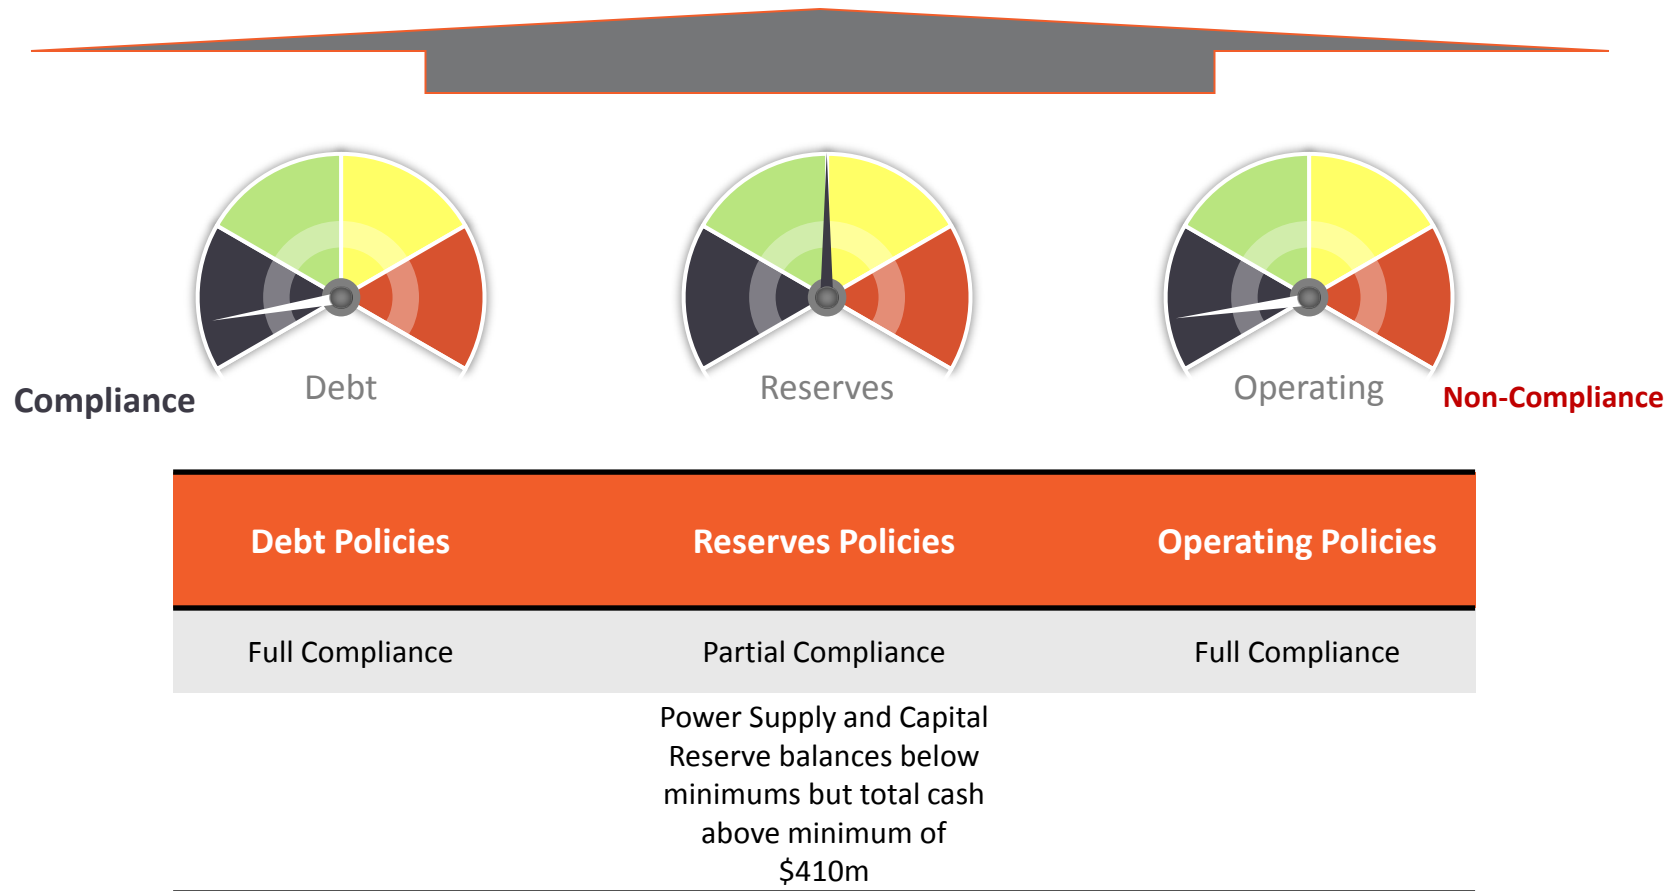 Debt
Reserves
Operating
Compliance
Non-Compliance
Debt Policies
Reserves Policies
Operating Policies
Full Compliance
Partial Compliance
Full Compliance
Power Supply and Capital
Reserve balances below
minimums but total cash
above minimum of
$410m